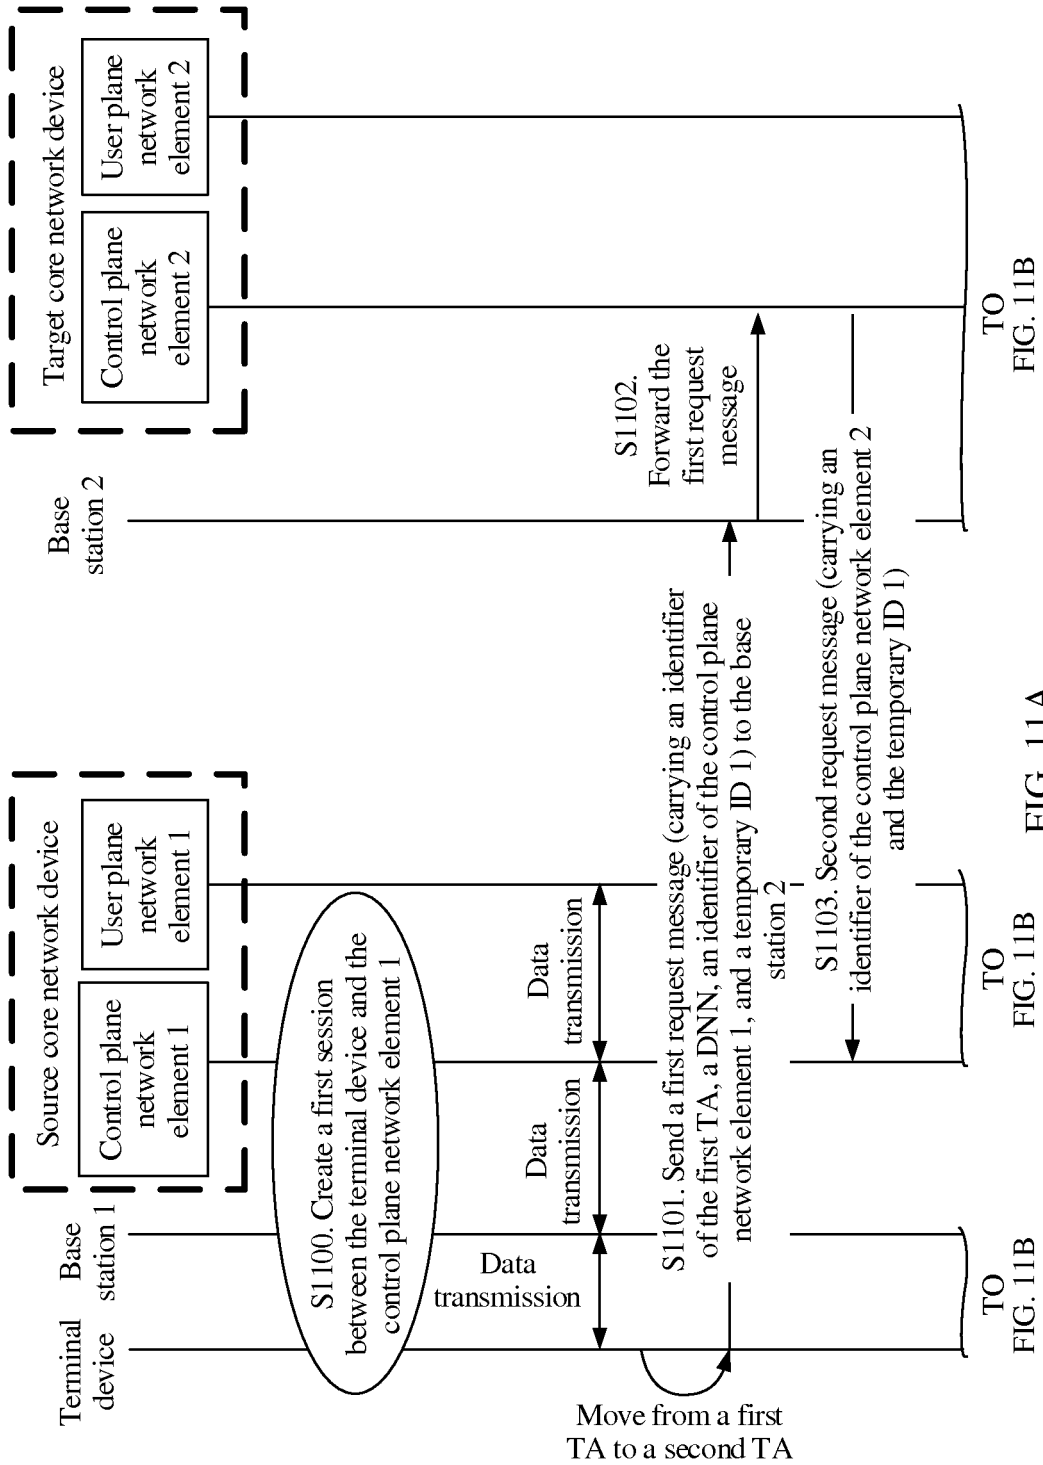 Terminal
device
Base
station 1
Source core network device
Control plane
network
element 1
User plane
network
element 1
Base
station 2
Target core network device
Control plane
network
element 2
User plane
network
element 2
S1100. Create a first session
between the terminal device and the
control plane network element 1
Data
transmission
Data
transmission
Data
transmission
Move from a first
TA to a second TA
S1101. Send a first request message (carrying an identifier
of the first TA, a DNN, an identifier of the control plane
network element 1, and a temporary ID 1) to the base
station 2
S1102.
Forward the
first request
message
S1103. Second request message (carrying an
identifier of the control plane network element 2
and the temporary ID 1)
TO
FIG. 11B
TO
FIG. 11B
TO
FIG. 11B
FIG. 11A